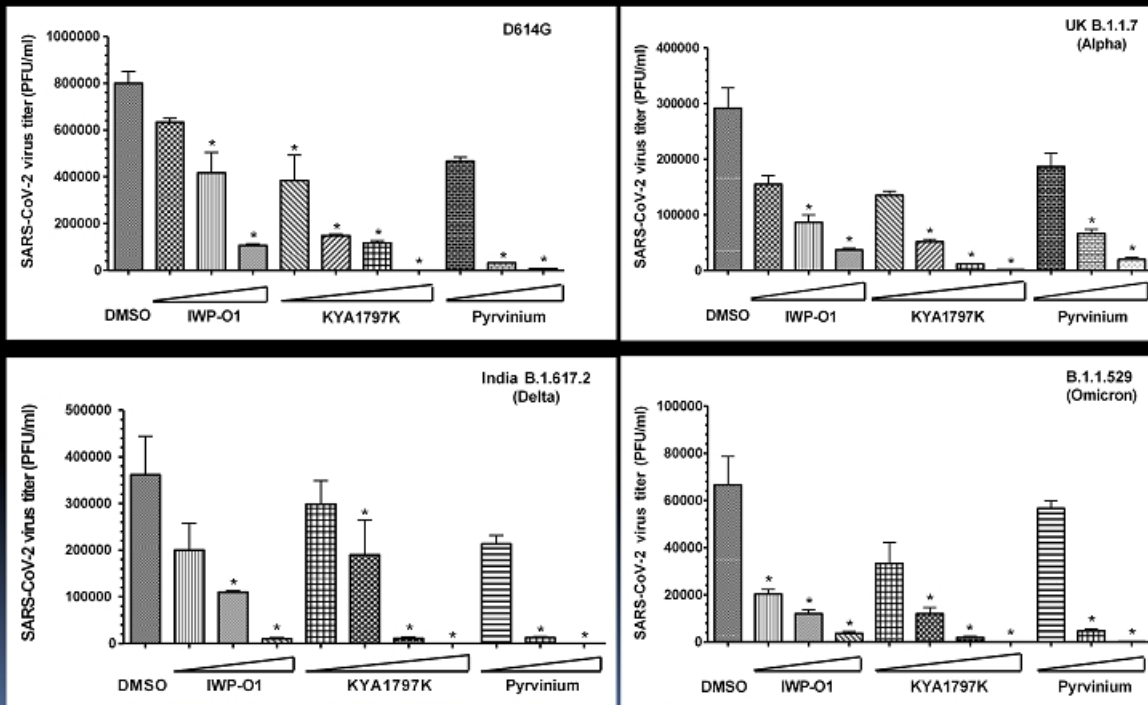 D614G
SARS-CoV-2 virus titer (PFU/ml)
1000000
800000
600000
400000
200000
0
* * * * * * * *
DMSO IWP-O1 KYA1797K Pyrvinium
UK B.1.1.7
(Alpha)
SARS-CoV-2 virus titer (PFU/ml)
400000
300000
200000
100000
0
* * * * * * *
DMSO IWP-O1 KYA1797K Pyrvinium
India B.1.617.2
(Delta)
SARS-CoV-2 virus titer (PFU/ml)
500000
400000
300000
200000
100000
0
* * * * * * *
DMSO IWP-O1 KYA1797K Pyrvinium
B.1.1.529
(Omicron)
SARS-CoV-2 virus titer (PFU/ml)
100000
80000
60000
40000
20000
0
* * * * * * * *
DMSO IWP-O1 KYA1797K Pyrvinium